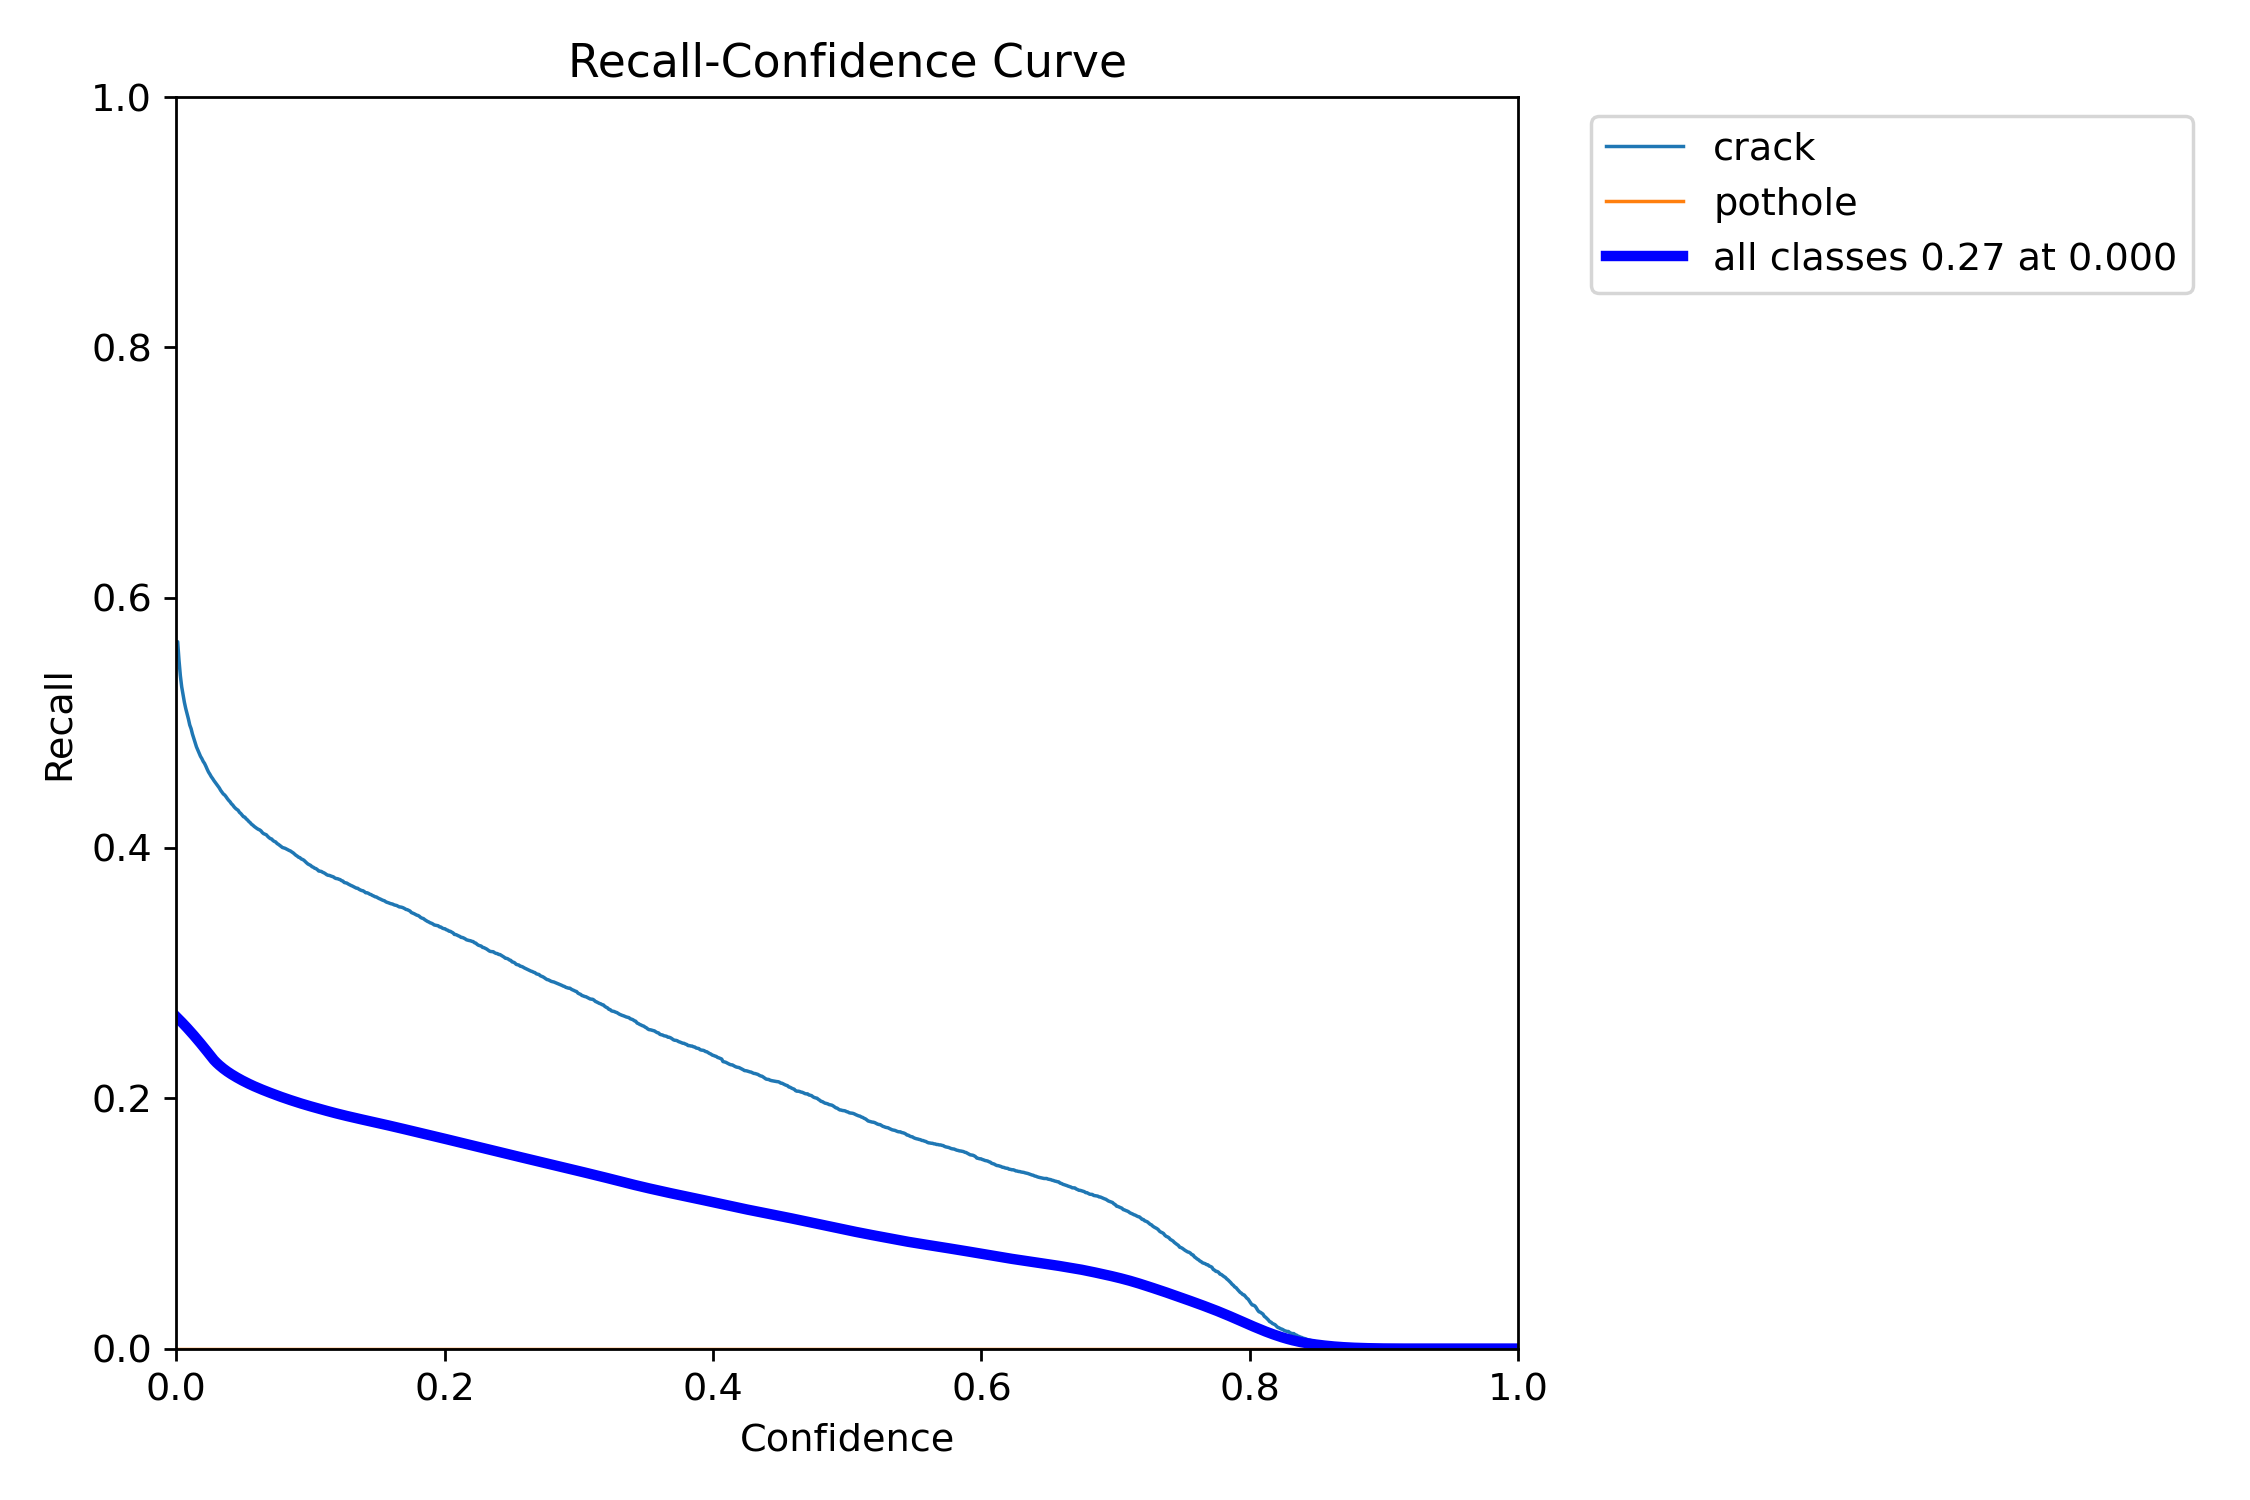 Recall-Confidence Curve
1.0
0.8
0.6
0.4
0.2
0.0
Recall
0.0 0.2 0.4 0.6 0.8 1.0
Confidence
crack
pothole
all classes 0.27 at 0.000